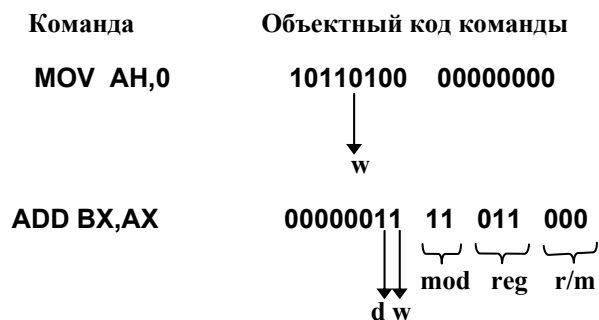 Команда Объектный код команды
MOV AH,0 10110100 00000000
w
ADD BX,AX 00000011 11 011 000
mod reg r/m
d w